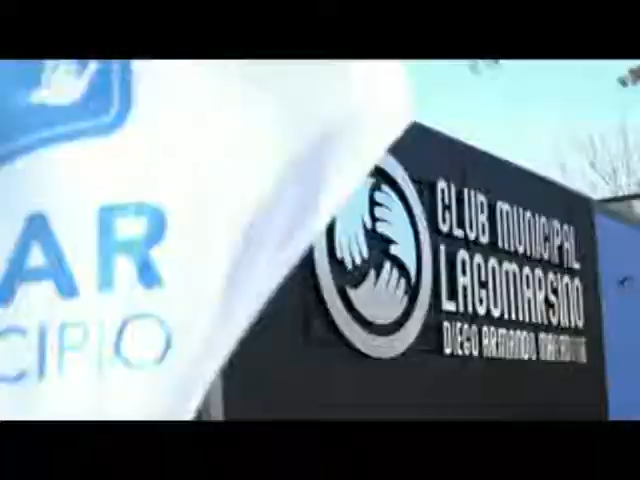 AR
CIPIO
CLUB MUNICIPAL
LAGOMARSINO
DIEGO ARMANDO MARADONA